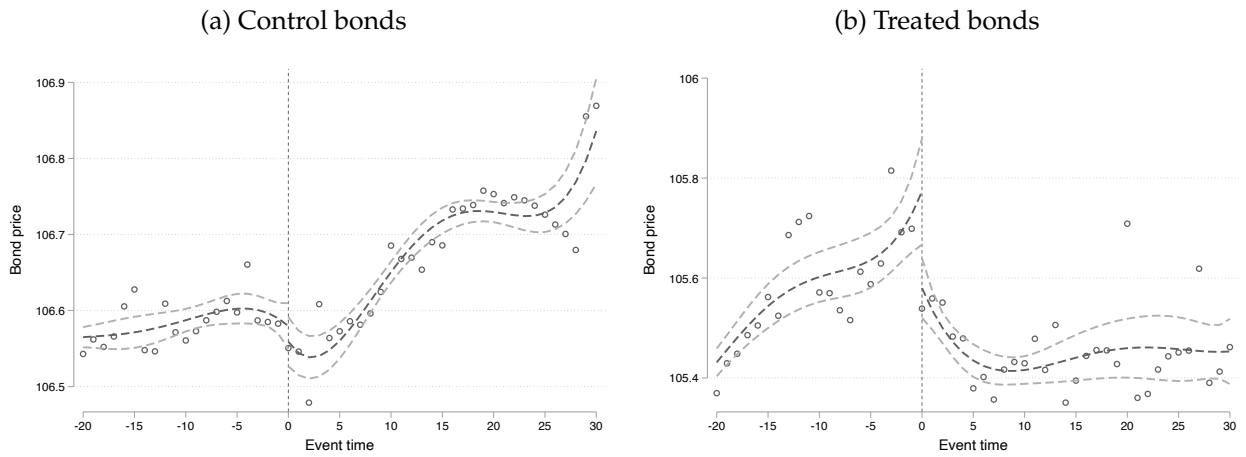 (a) Control bonds
106.9
106.8
106.7
106.6
106.5
Bond price
-20 -15 -10 -5 0 5 10 15 20 25 30
Event time
(b) Treated bonds
106
105.8
105.6
105.4
Bond price
-20 -15 -10 -5 0 5 10 15 20 25 30
Event time